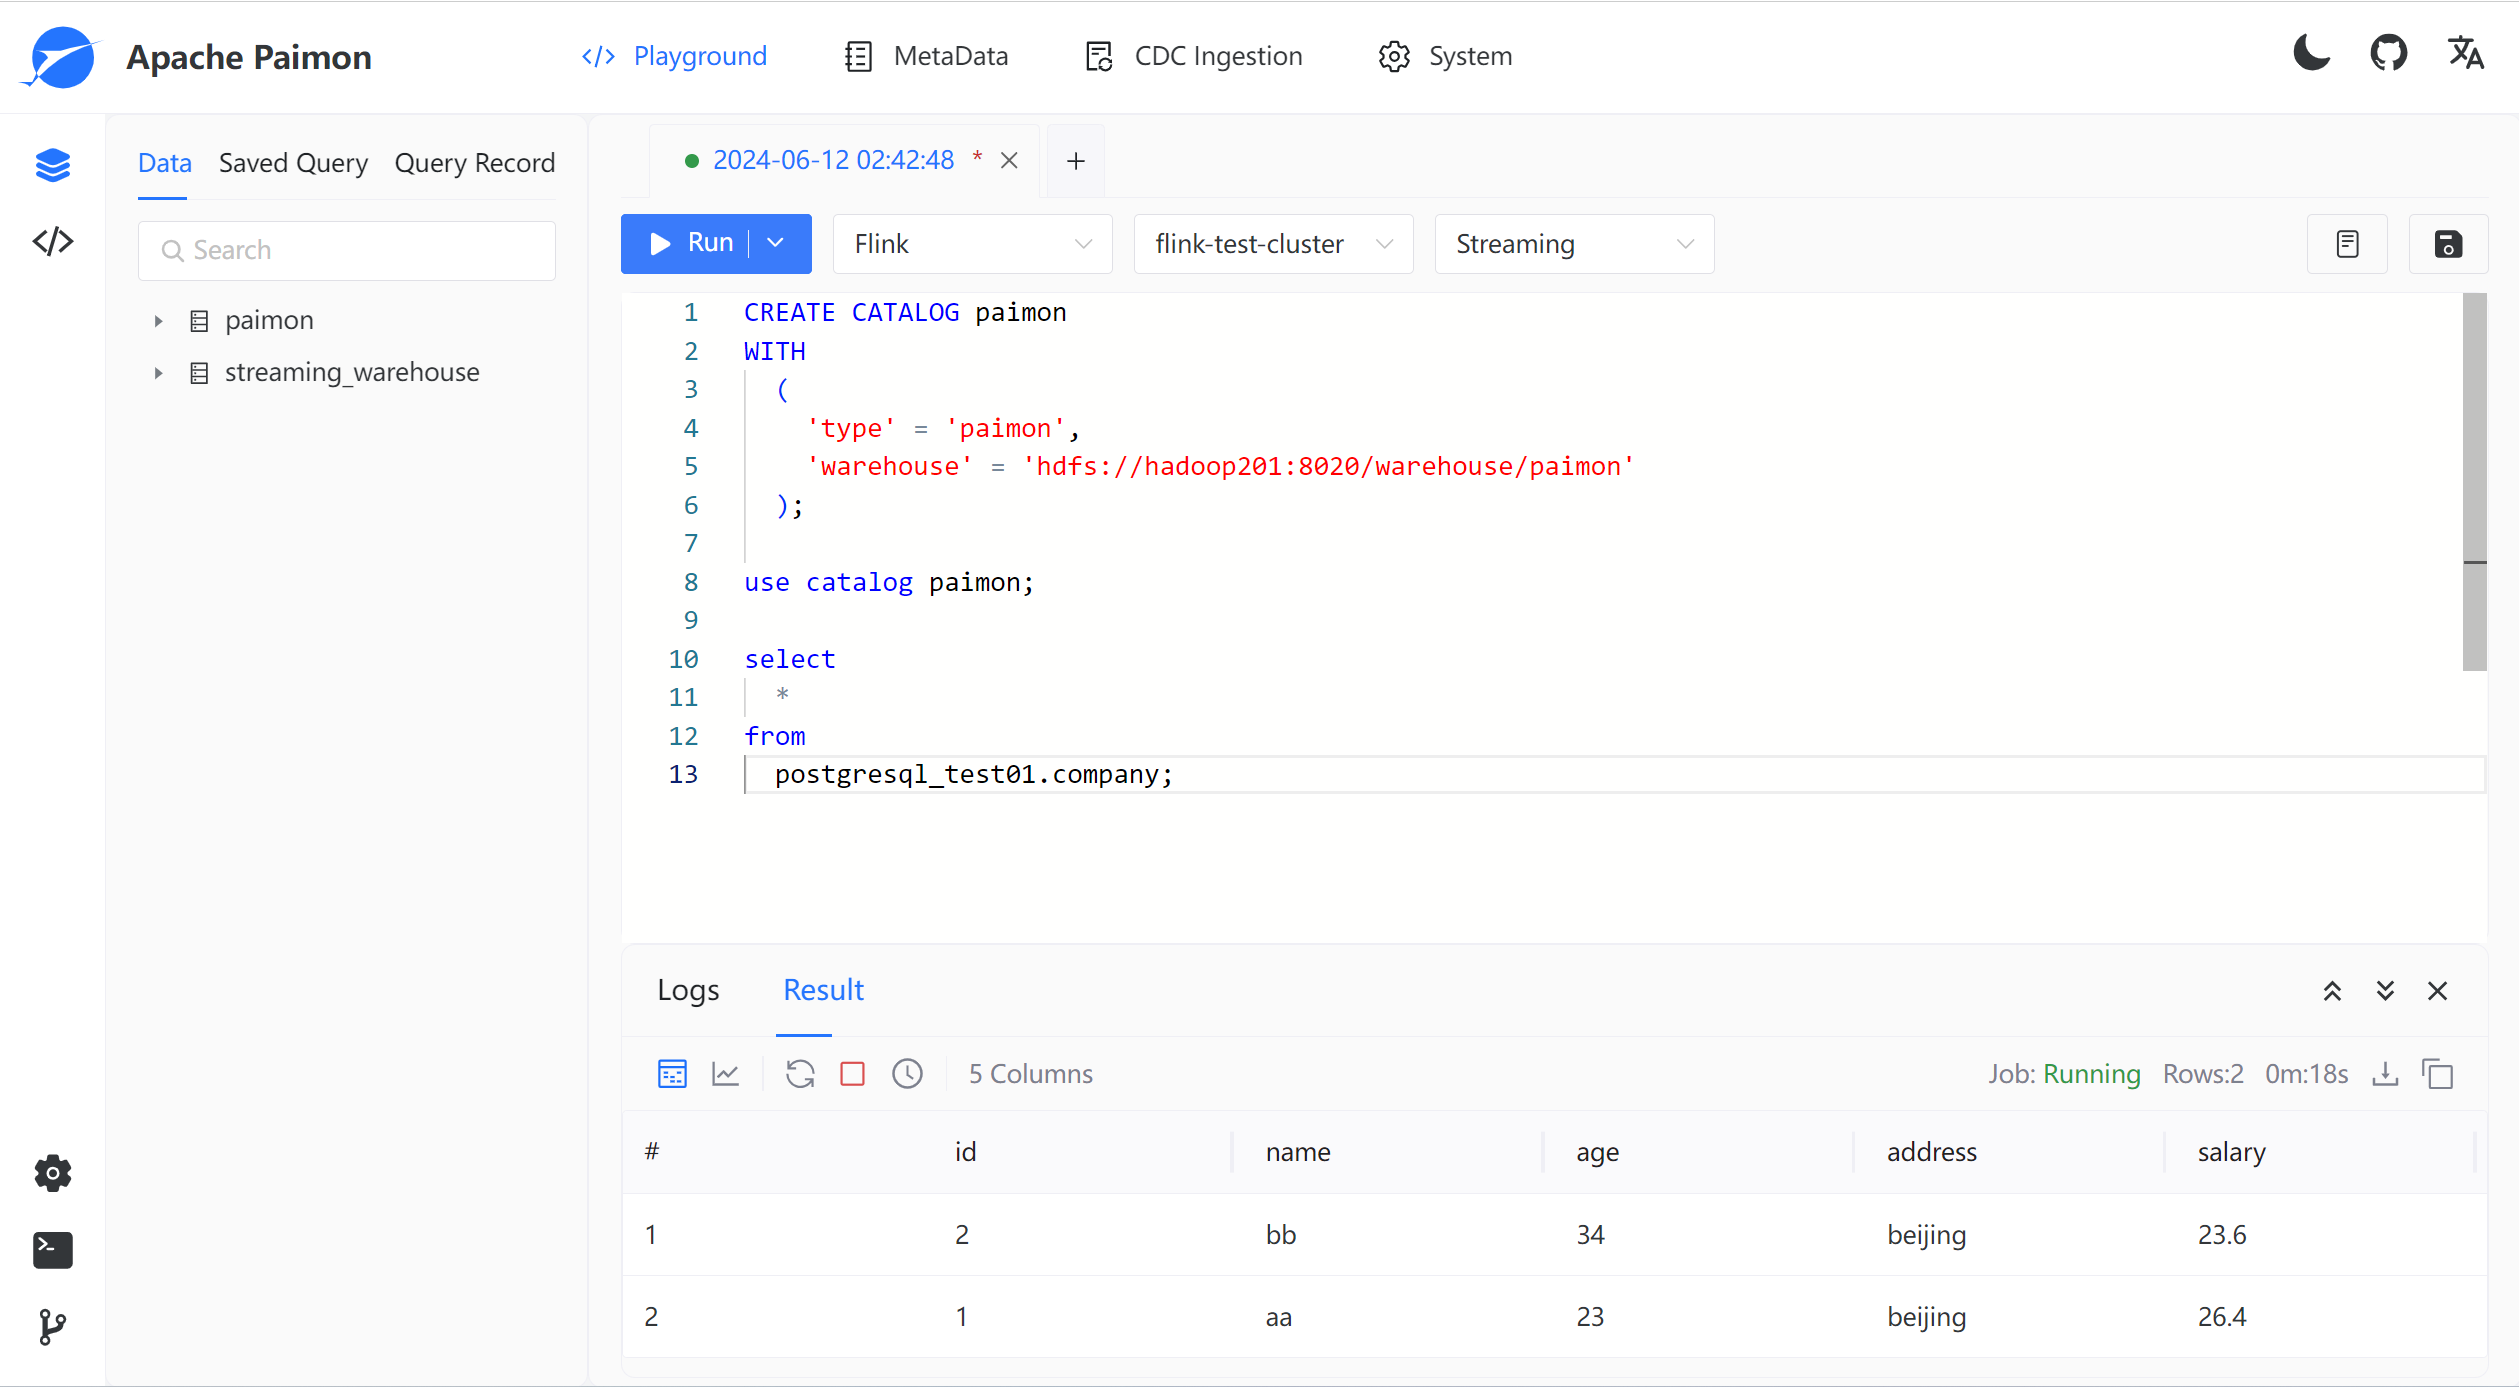 Apache Paimon
Playground
MetaData
CDC Ingestion
System
Data Saved Query Query Record
Search
paimon
streaming_warehouse
2024-06-12 02:42:48 *
Run
Flink
flink-test-cluster
Streaming
1 CREATE CATALOG paimon
2 WITH
3 (
4 'type' = 'paimon',
5 'warehouse' = 'hdfs://hadoop201:8020/warehouse/paimon'
6 );
7
8 use catalog paimon;
9
10 select
11 *
12 from
13 postgresql_test01.company;
Logs Result
5 Columns
Job: Running Rows:2 0m:18s
# id name age address salary
1 2 bb 34 beijing 23.6
2 1 aa 23 beijing 26.4